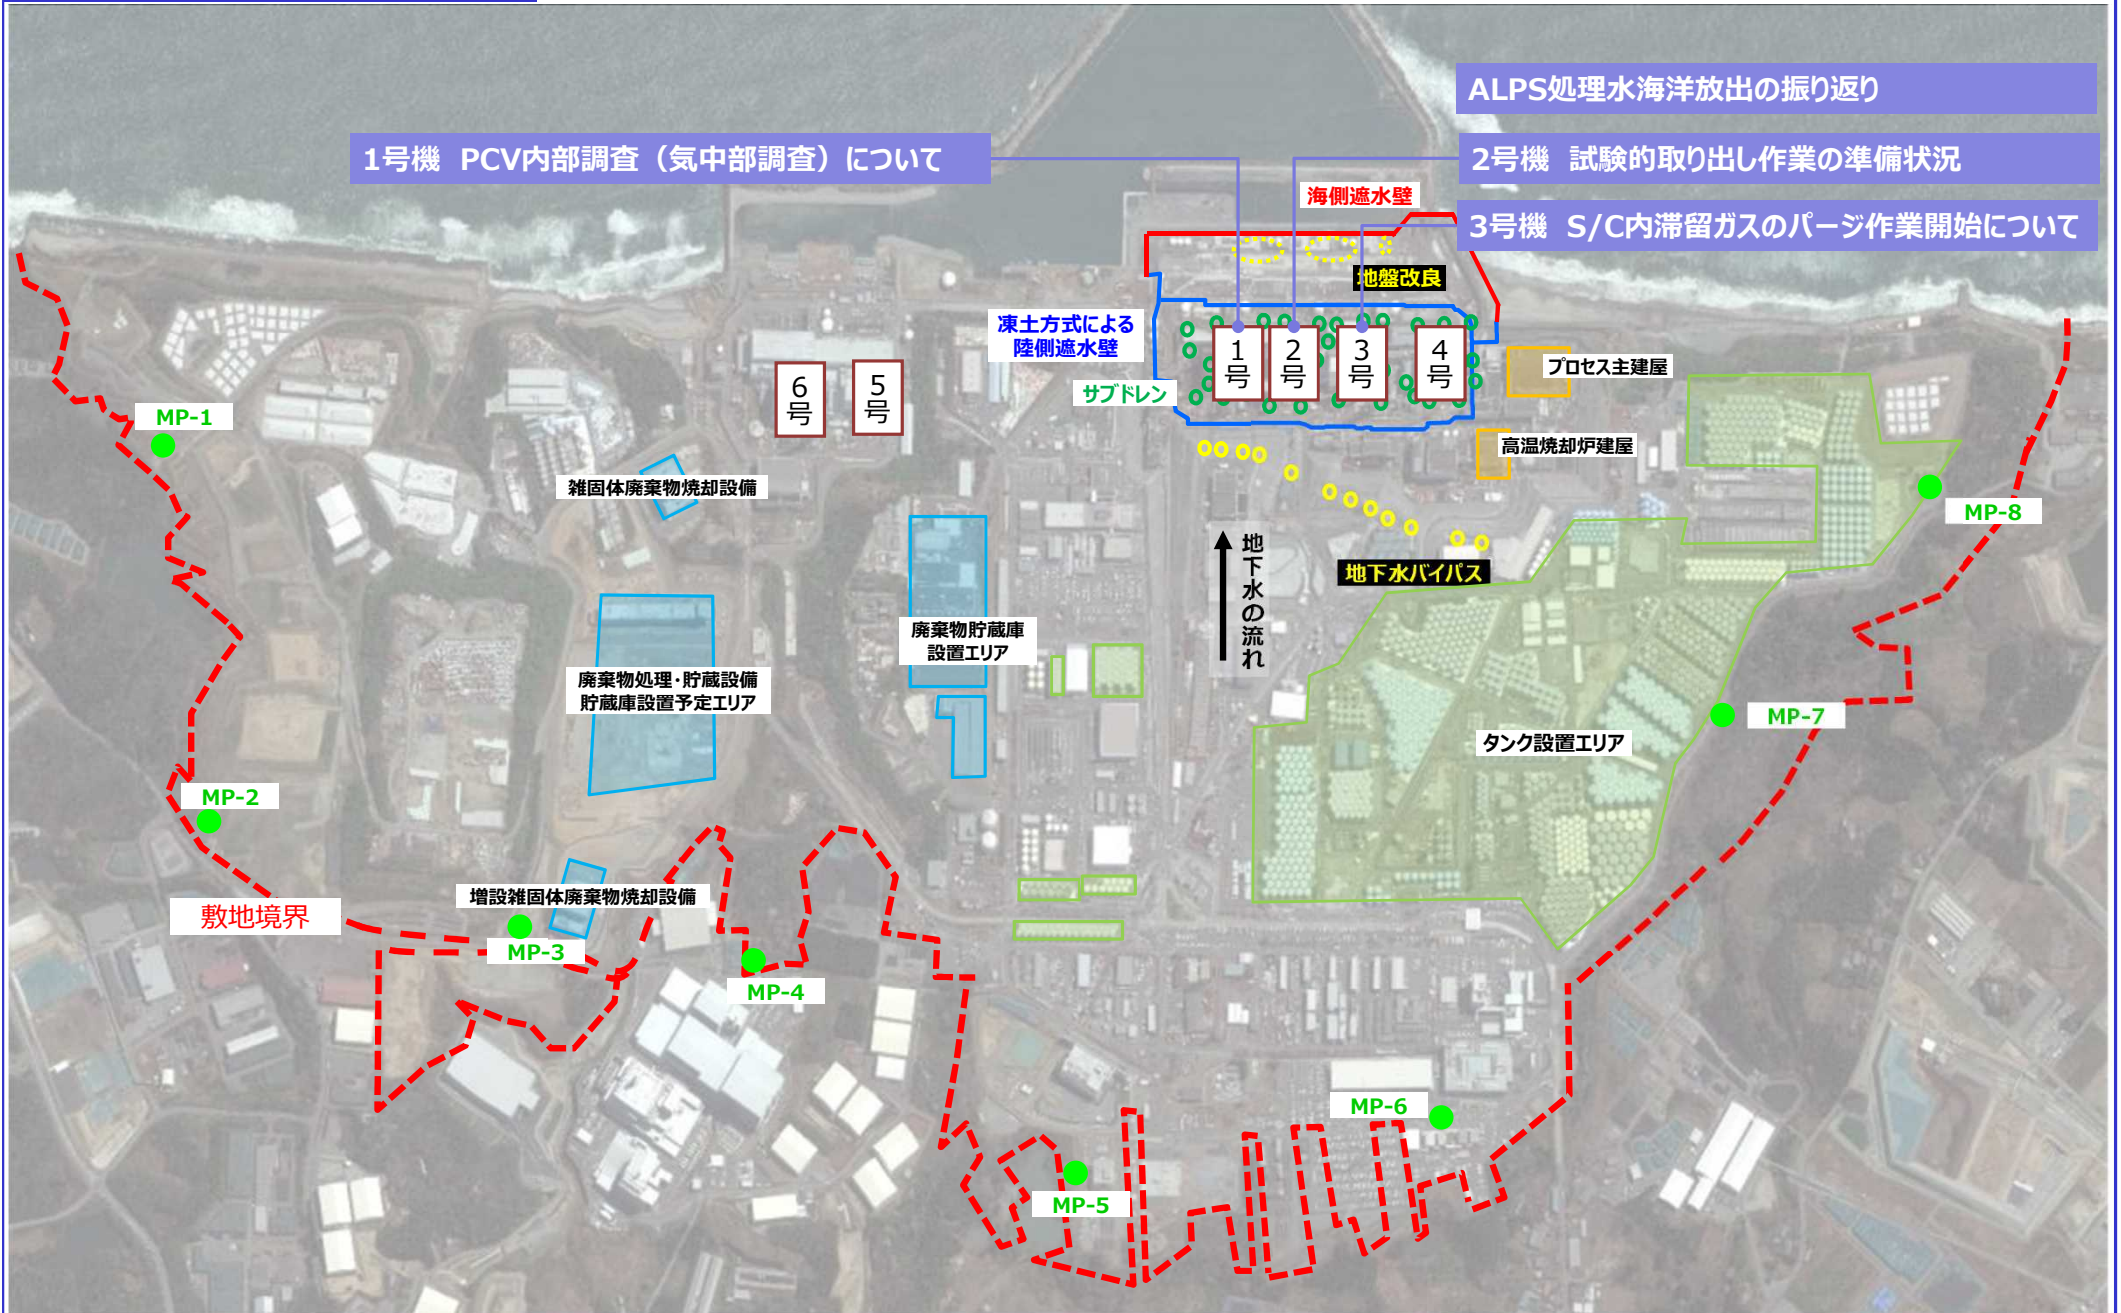 ALPS処理水海洋放出の振り返り
1号機 PCV内部調査（気中部調査）について
2号機 試験的取り出し作業の準備状況
海側遮水壁
3号機 S/C内滞留ガスのパージ作業開始について
地盤改良
凍土方式による
陸側遮水壁
サブドレン
1号
2号
3号
4号
プロセス主建屋
6号
5号
高温焼却炉建屋
MP-1
雑固体廃棄物焼却設備
MP-8
地下水の流れ
地下水バイパス
廃棄物貯蔵庫
設置エリア
廃棄物処理・貯蔵設備
貯蔵庫設置予定エリア
MP-7
タンク設置エリア
MP-2
増設雑固体廃棄物焼却設備
敷地境界
MP-3
MP-4
MP-6
MP-5